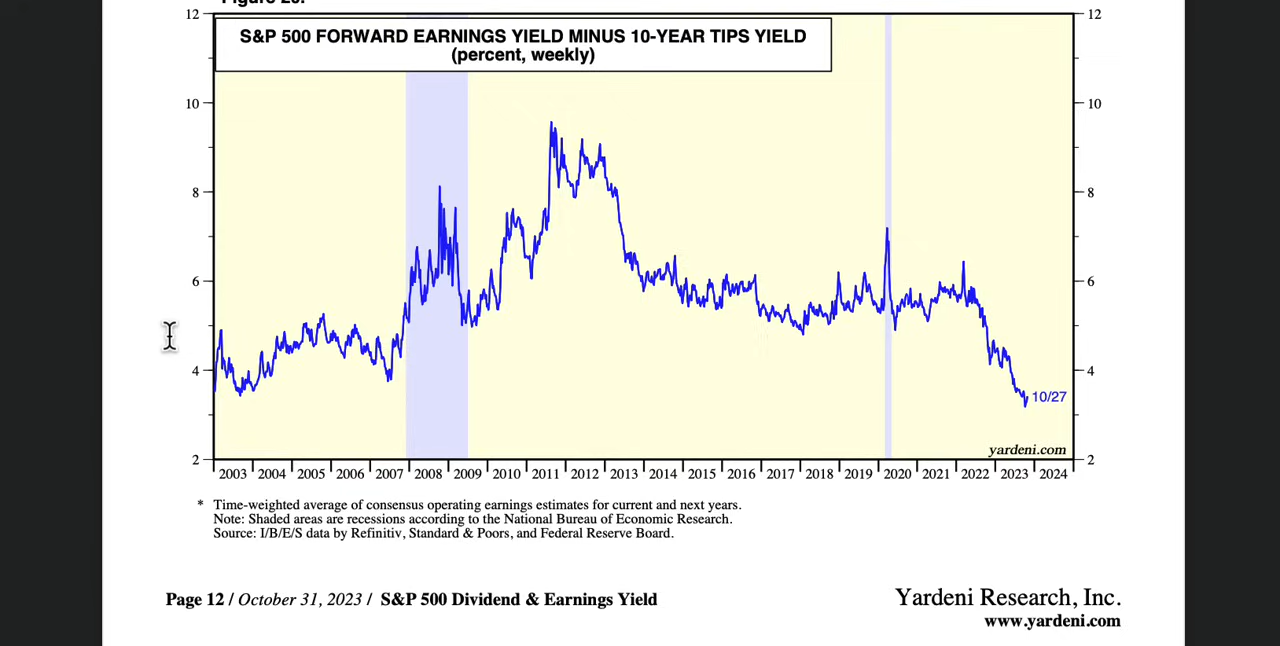 Figure 20.
S&P 500 FORWARD EARNINGS YIELD MINUS 10-YEAR TIPS YIELD
(percent, weekly)
12 12
10 10
8 8
6 6
4 4
10/27
yardeni.com
2 2
2003 2004 2005 2006 2007 2008 2009 2010 2011 2012 2013 2014 2015 2016 2017 2018 2019 2020 2021 2022 2023 2024
* Time-weighted average of consensus operating earnings estimates for current and next years.
Note: Shaded areas are recessions according to the National Bureau of Economic Research.
Source: I/B/E/S data by Refinitiv, Standard & Poors, and Federal Reserve Board.
Page 12 / October 31, 2023 / S&P 500 Dividend & Earnings Yield
Yardeni Research, Inc.
www.yardeni.com